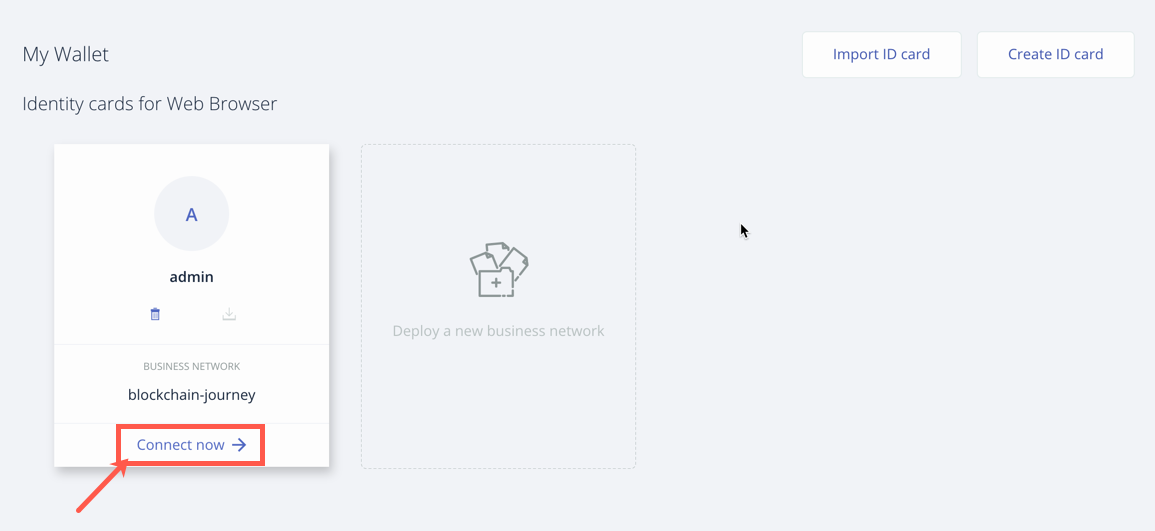 My Wallet
Import ID card
Create ID card
Identity cards for Web Browser
A
admin
BUSINESS NETWORK
blockchain-journey
Connect now
Deploy a new business network